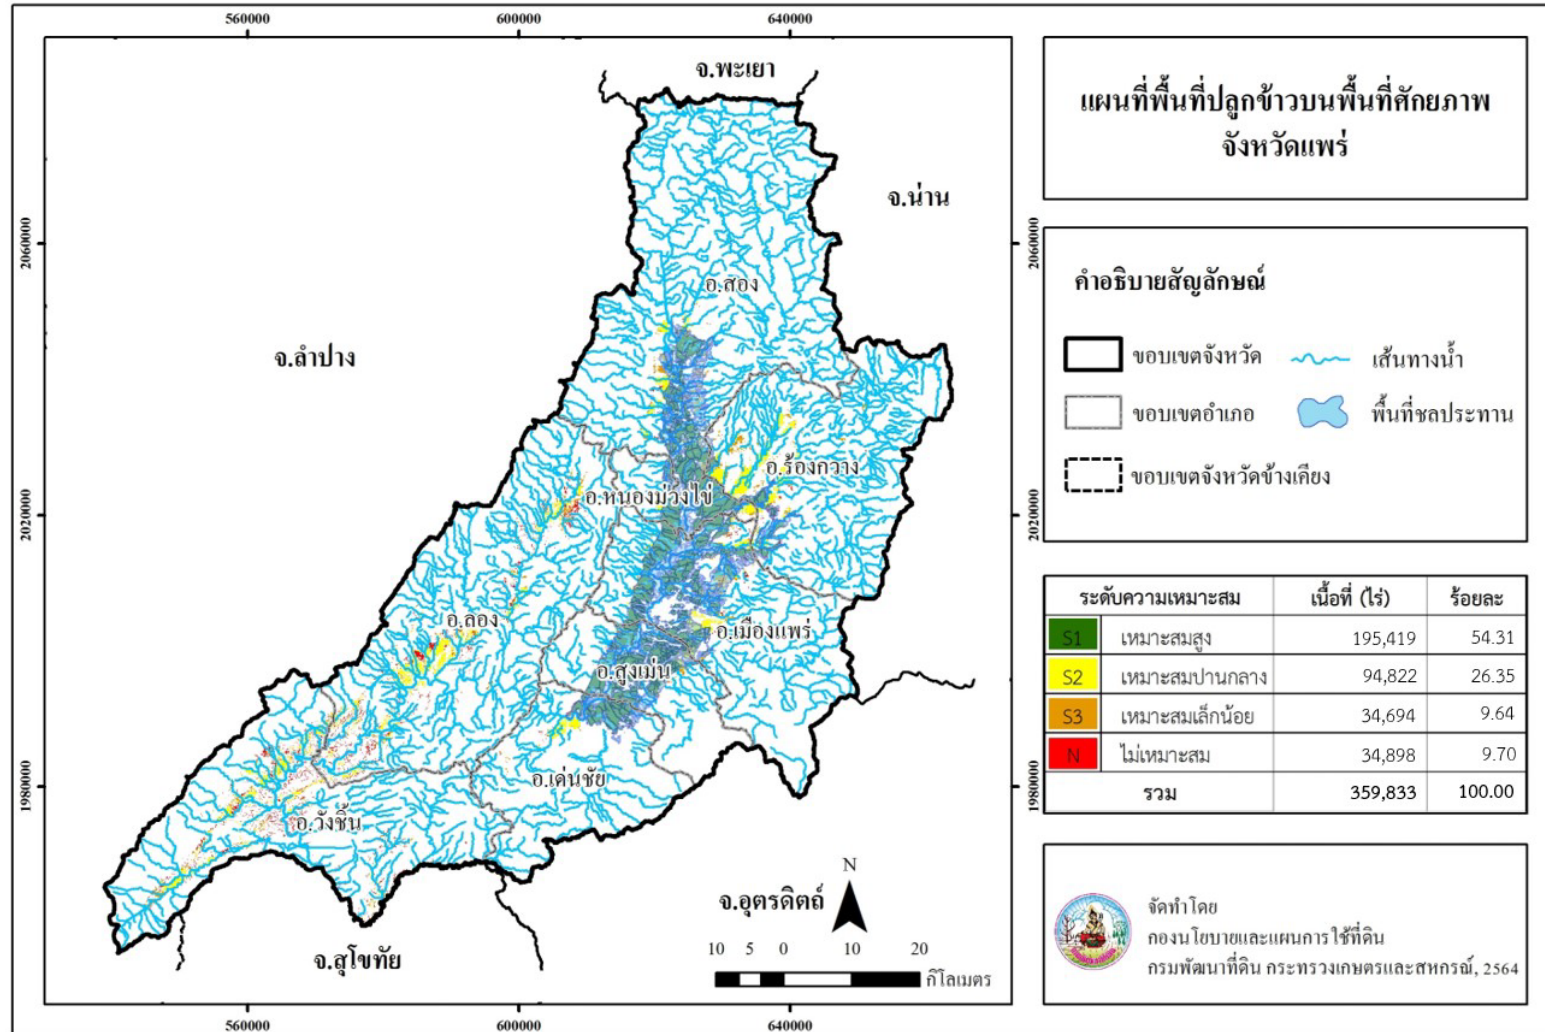 560000
600000
640000
จ.พะเยา
จ.น่าน
2060000
2060000
อ.สอง
จ.ลำปาง
อ.ร้องกวาง
อ.หนองม่วงไข่
2020000
2020000
อ.ลอง
อ.เมืองแพร่
อ.สูงเม่น
อ.เด่นชัย
1980000
1980000
อ.วังชิ้น
N
จ.อุตรดิตถ์
10 5 0 10 20
กิโลเมตร
จ.สุโขทัย
560000
600000
640000
แผนที่พื้นที่ปลูกข้าวบนพื้นที่ศักยภาพ
จังหวัดแพร่
คำอธิบายสัญลักษณ์
ขอบเขตจังหวัด เส้นทางน้ำ
ขอบเขตอำเภอ พื้นที่ชลประทาน
ขอบเขตจังหวัดข้างเคียง
ระดับความเหมาะสม เนื้อที่ (ไร่) ร้อยละ
S1 เหมาะสมสูง 195,419 54.31
S2 เหมาะสมปานกลาง 94,822 26.35
S3 เหมาะสมเล็กน้อย 34,694 9.64
N ไม่เหมาะสม 34,898 9.70
รวม 359,833 100.00
จัดทำโดย
กองนโยบายและแผนการใช้ที่ดิน
กรมพัฒนาที่ดิน กระทรวงเกษตรและสหกรณ์, 2564